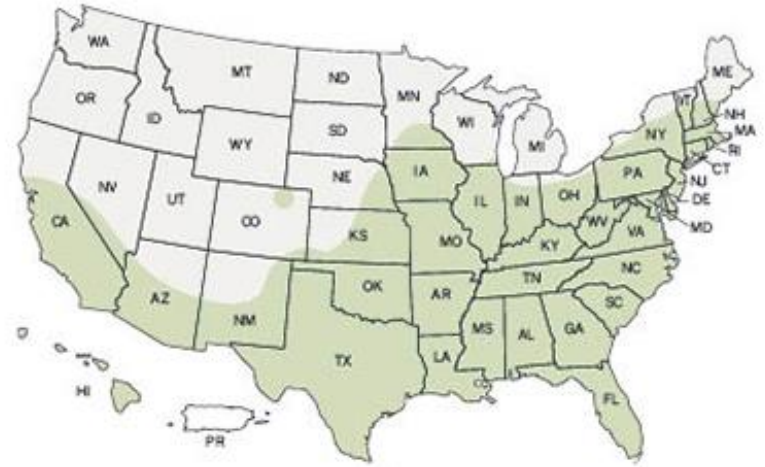 WA
MT
ND
MN
ME
OR
ID
SD
WI
VT
NH
WY
MI
NY
MA
RI
CT
NE
IA
PA
NJ
NV
UT
CO
IL
IN
OH
DE
MD
CA
KS
MO
WV
VA
KY
NC
AZ
NM
OK
AR
TN
SC
MS
AL
GA
TX
LA
FL
HI
PR